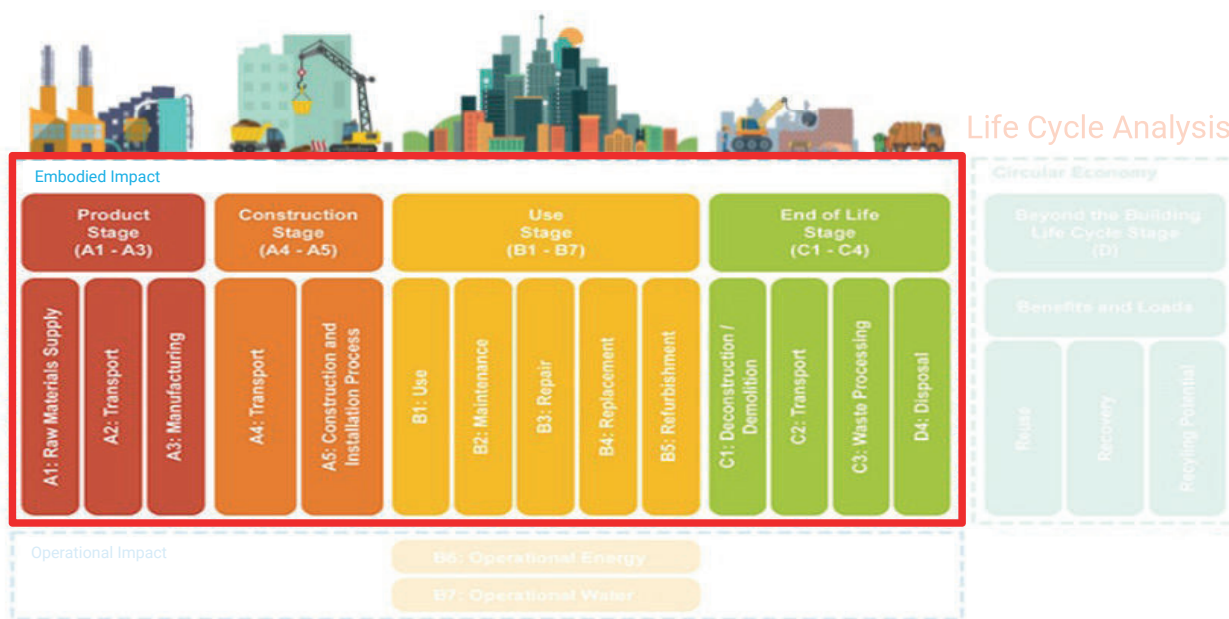 Life Cycle Analysis
Embodied Impact
Product
Stage
(A1 - A3)
Construction
Stage
(A4 - A5)
Use
Stage
(B1 - B7)
End of Life
Stage
(C1 - C4)
A1: Raw Materials Supply
A2: Transport
A3: Manufacturing
A4: Transport
A5: Construction and
Installation Process
B1: Use
B2: Maintenance
B3: Repair
B4: Replacement
B5: Refurbishment
C1: Deconstruction /
Demolition
C2: Transport
C3: Waste Processing
D4: Disposal
Circular Economy
Beyond the Building
Life Cycle Stage
(D)
Benefits and Loads
Reuse
Recovery
Recying Potential
Operational Impact
B6: Operational Energy
B7: Operational Water